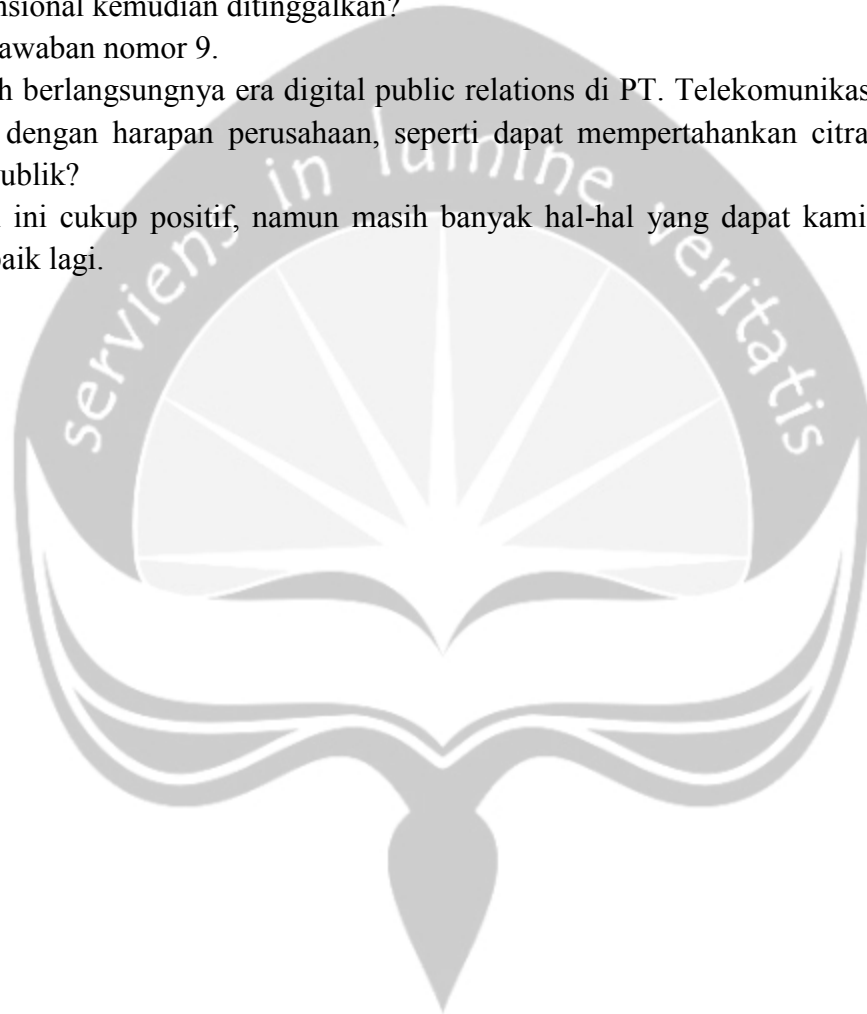 nsional kemudian ditinggalkan?
awaban nomor 9.
h berlangsungnya era digital public relations di PT. Telekomunikas
dengan harapan perusahaan, seperti dapat mempertahankan citra
ublik?
ini cukup positif, namun masih banyak hal-hal yang dapat kami
aik lagi.
serviens in lumine veritatis